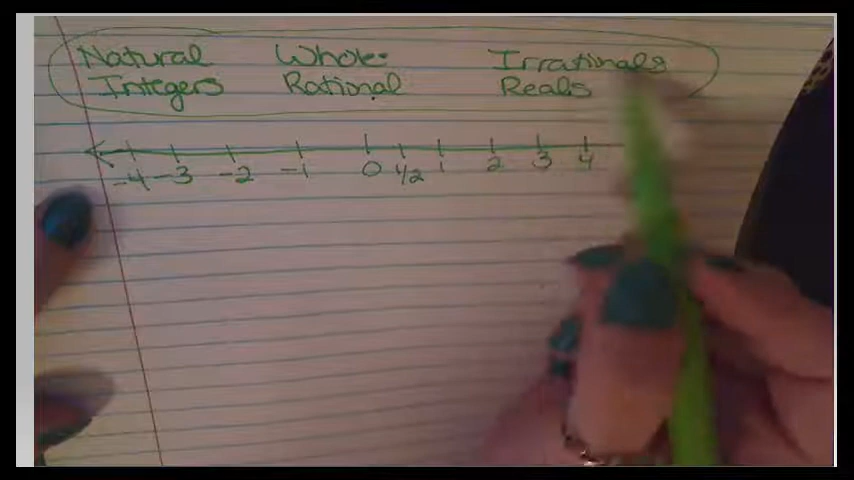 Natural Whole Irrationals
Integers Rational Reals
-4 -3 -2 -1 0 1/2 1 2 3 4